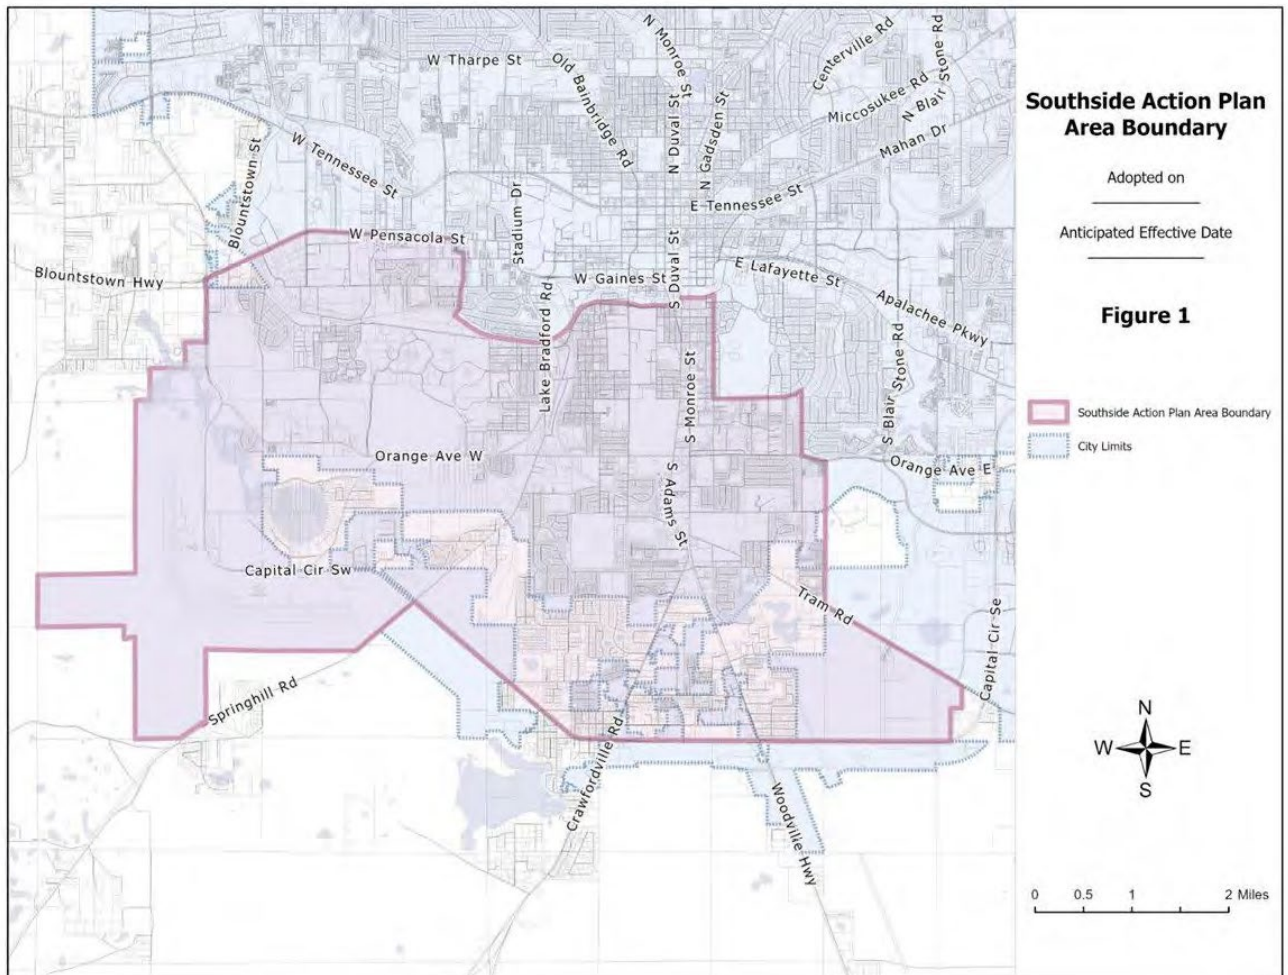 Southside Action Plan
Area Boundary
Adopted on
Anticipated Effective Date
Figure 1
Southside Action Plan Area Boundary
City Limits
N
W E
S
0 0.5 1 2 Miles
W Tharpe St
Old Bainbridge Rd
N Monroe St
Centerville Rd
N Blair Stone Rd
Miccosukee Rd
Mahan Dr
N Duval St
N Gadsden St
W Tennessee St
Blountstown St
Stadium Dr
E Tennessee St
W Pensacola St
Blountstown Hwy
W Gaines St
S Duval St
E Lafayette St
Apalachee Pkwy
Lake Bradford Rd
S Monroe St
S Blair Stone Rd
Orange Ave W
Orange Ave E
S Adams St
Capital Cir Sw
Tram Rd
Capital Cir Se
Springhill Rd
Crawfordville Rd
Woodville Hwy